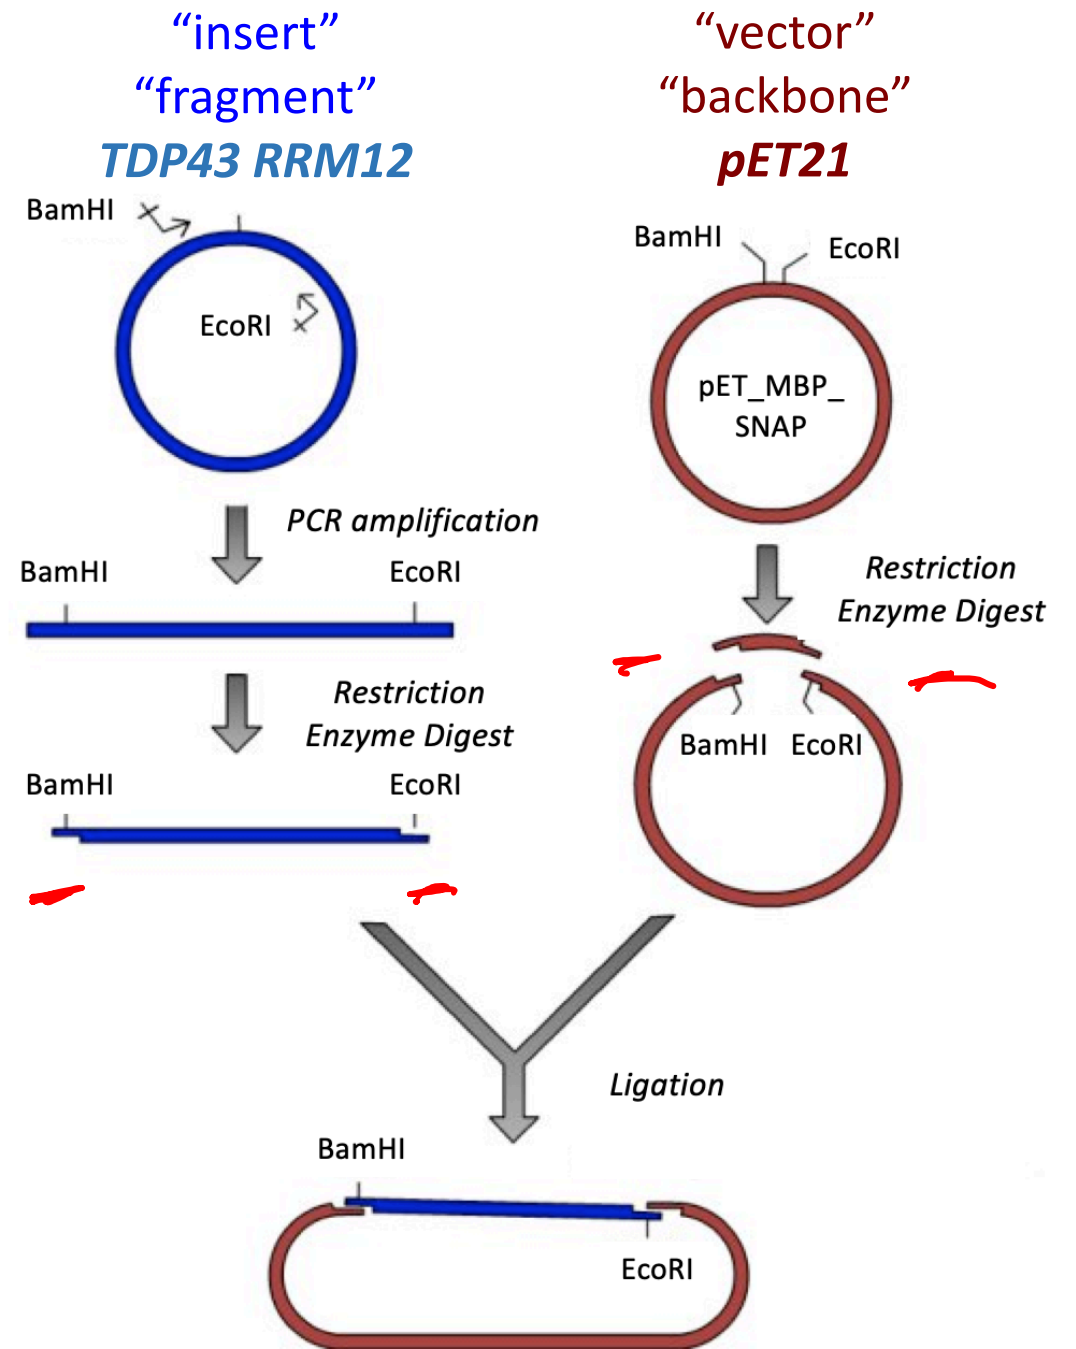 “insert”
“fragment”
TDP43 RRM12
“vector”
“backbone”
pET21
BamHI
EcoRI
BamHI
EcoRI
pET_MBP_
SNAP
PCR amplification
BamHI
EcoRI
Restriction
Enzyme Digest
Restriction
Enzyme Digest
BamHI
EcoRI
BamHI
EcoRI
Ligation
BamHI
EcoRI